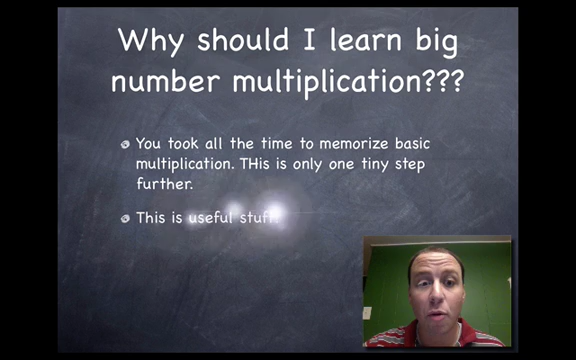 Why should I learn big
number multiplication???
You took all the time to memorize basic
multiplication. THis is only one tiny step
further.
This is useful stuff